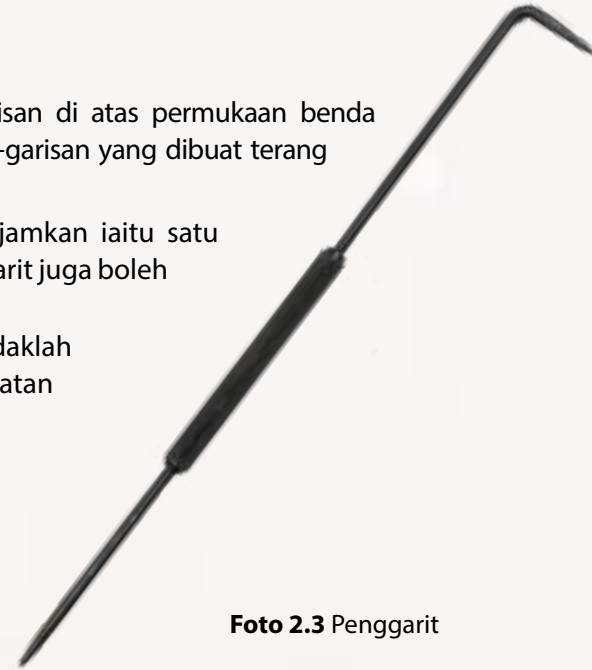 isan di atas permukaan benda
-garisan yang dibuat terang
jamkan iaitu satu
arit juga boleh
daklah
atan
Foto 2.3 Penggarit